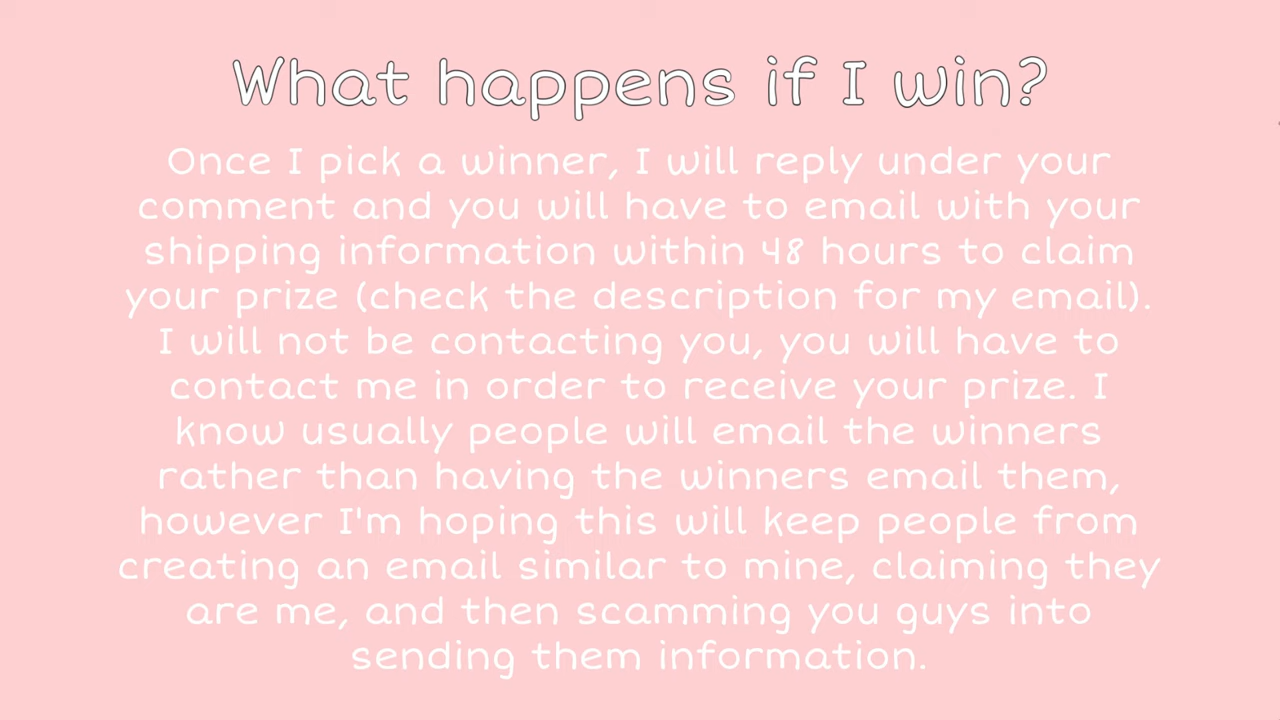 What happens if I win?
Once I pick a winner, I will reply under your
comment and you will have to email with your
shipping information within 48 hours to claim
your prize (check the description for my email).
I will not be contacting you, you will have to
contact me in order to receive your prize. I
know usually people will email the winners
rather than having the winners email them,
however I'm hoping this will keep people from
creating an email similar to mine, claiming they
are me, and then scamming you guys into
sending them information.